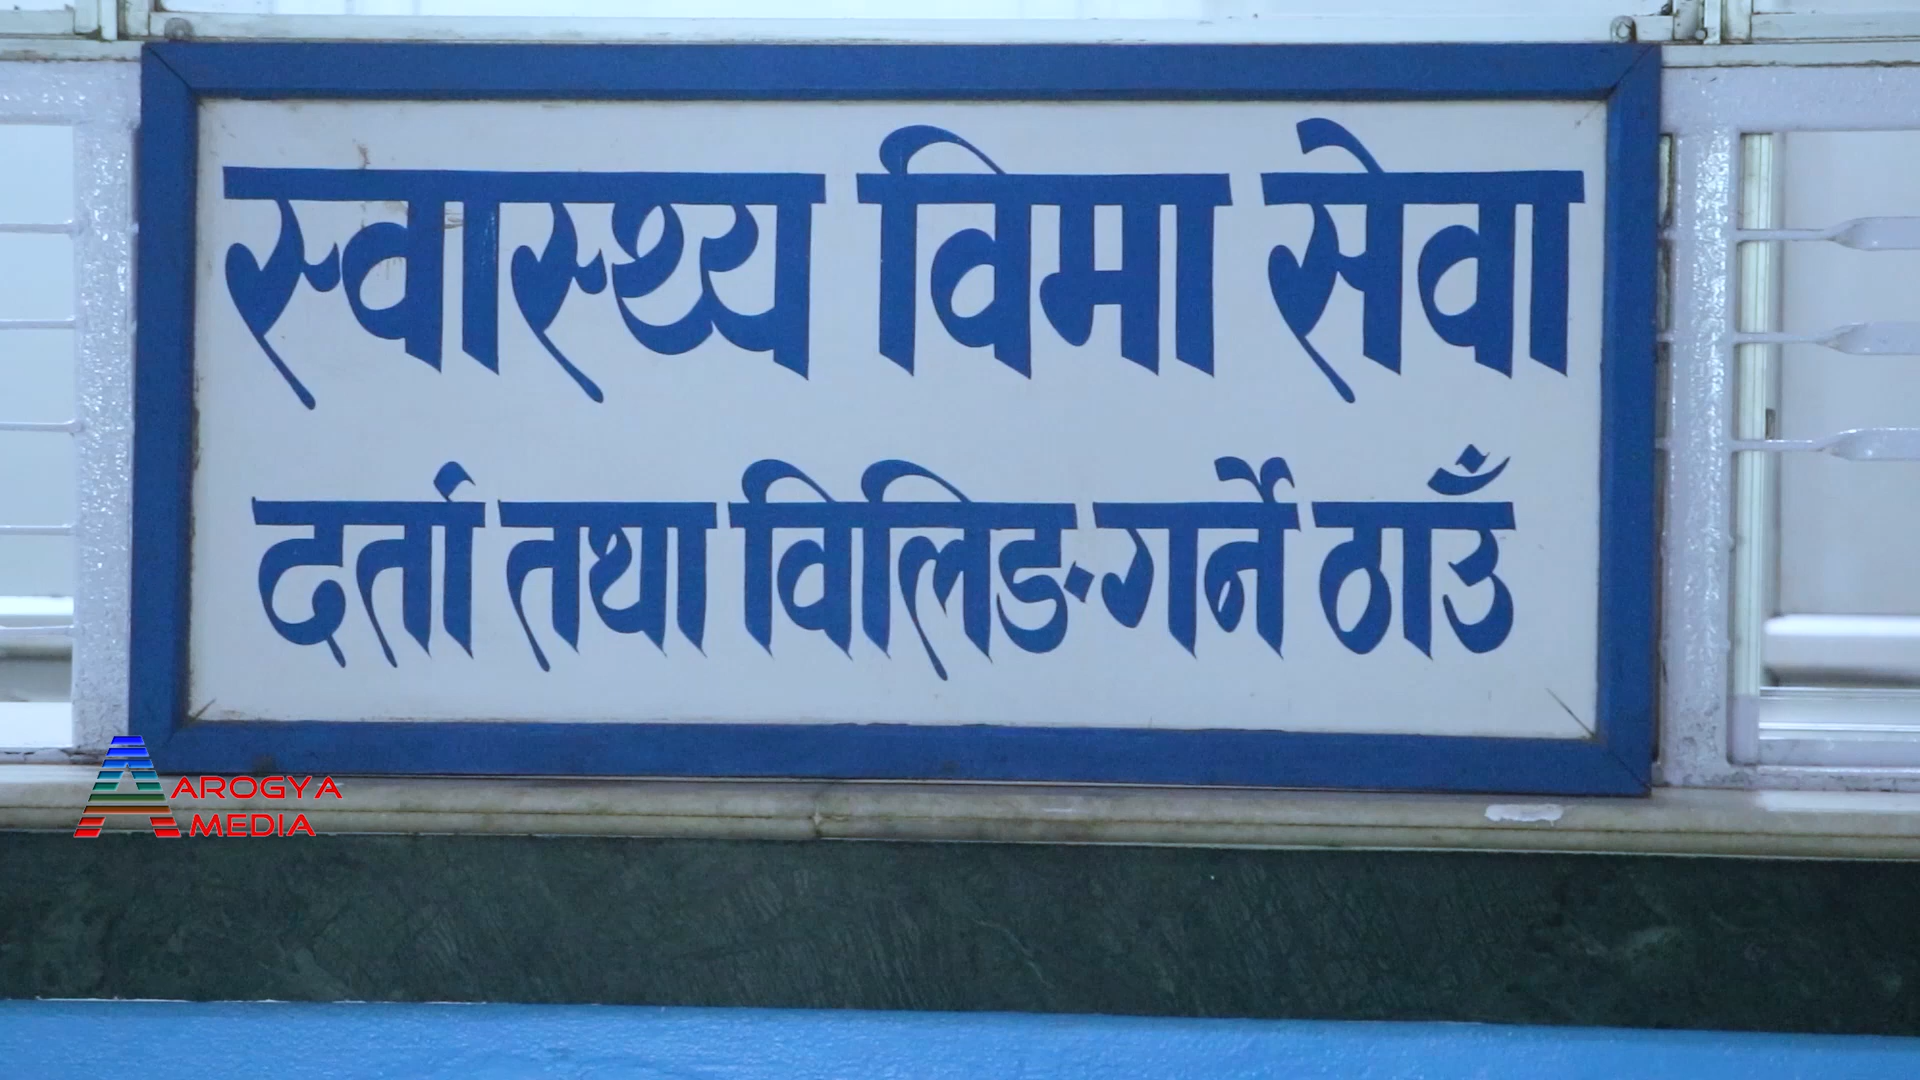 स्वास्थ्य विमा सेवा
दर्ता तथा विलिङ गर्ने ठाउँ
AROGYA
MEDIA